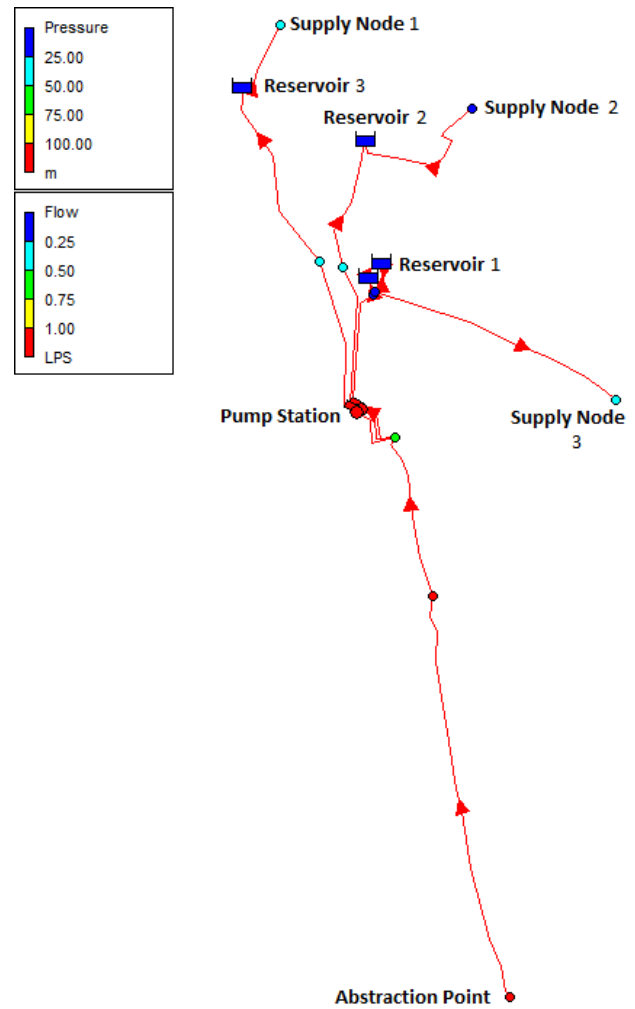 Pressure
25.00
50.00
75.00
100.00
m
Flow
0.25
0.50
0.75
1.00
LPS
Supply Node 1
Reservoir 3
Reservoir 2
Supply Node 2
Reservoir 1
Pump Station
Supply Node
3
Abstraction Point